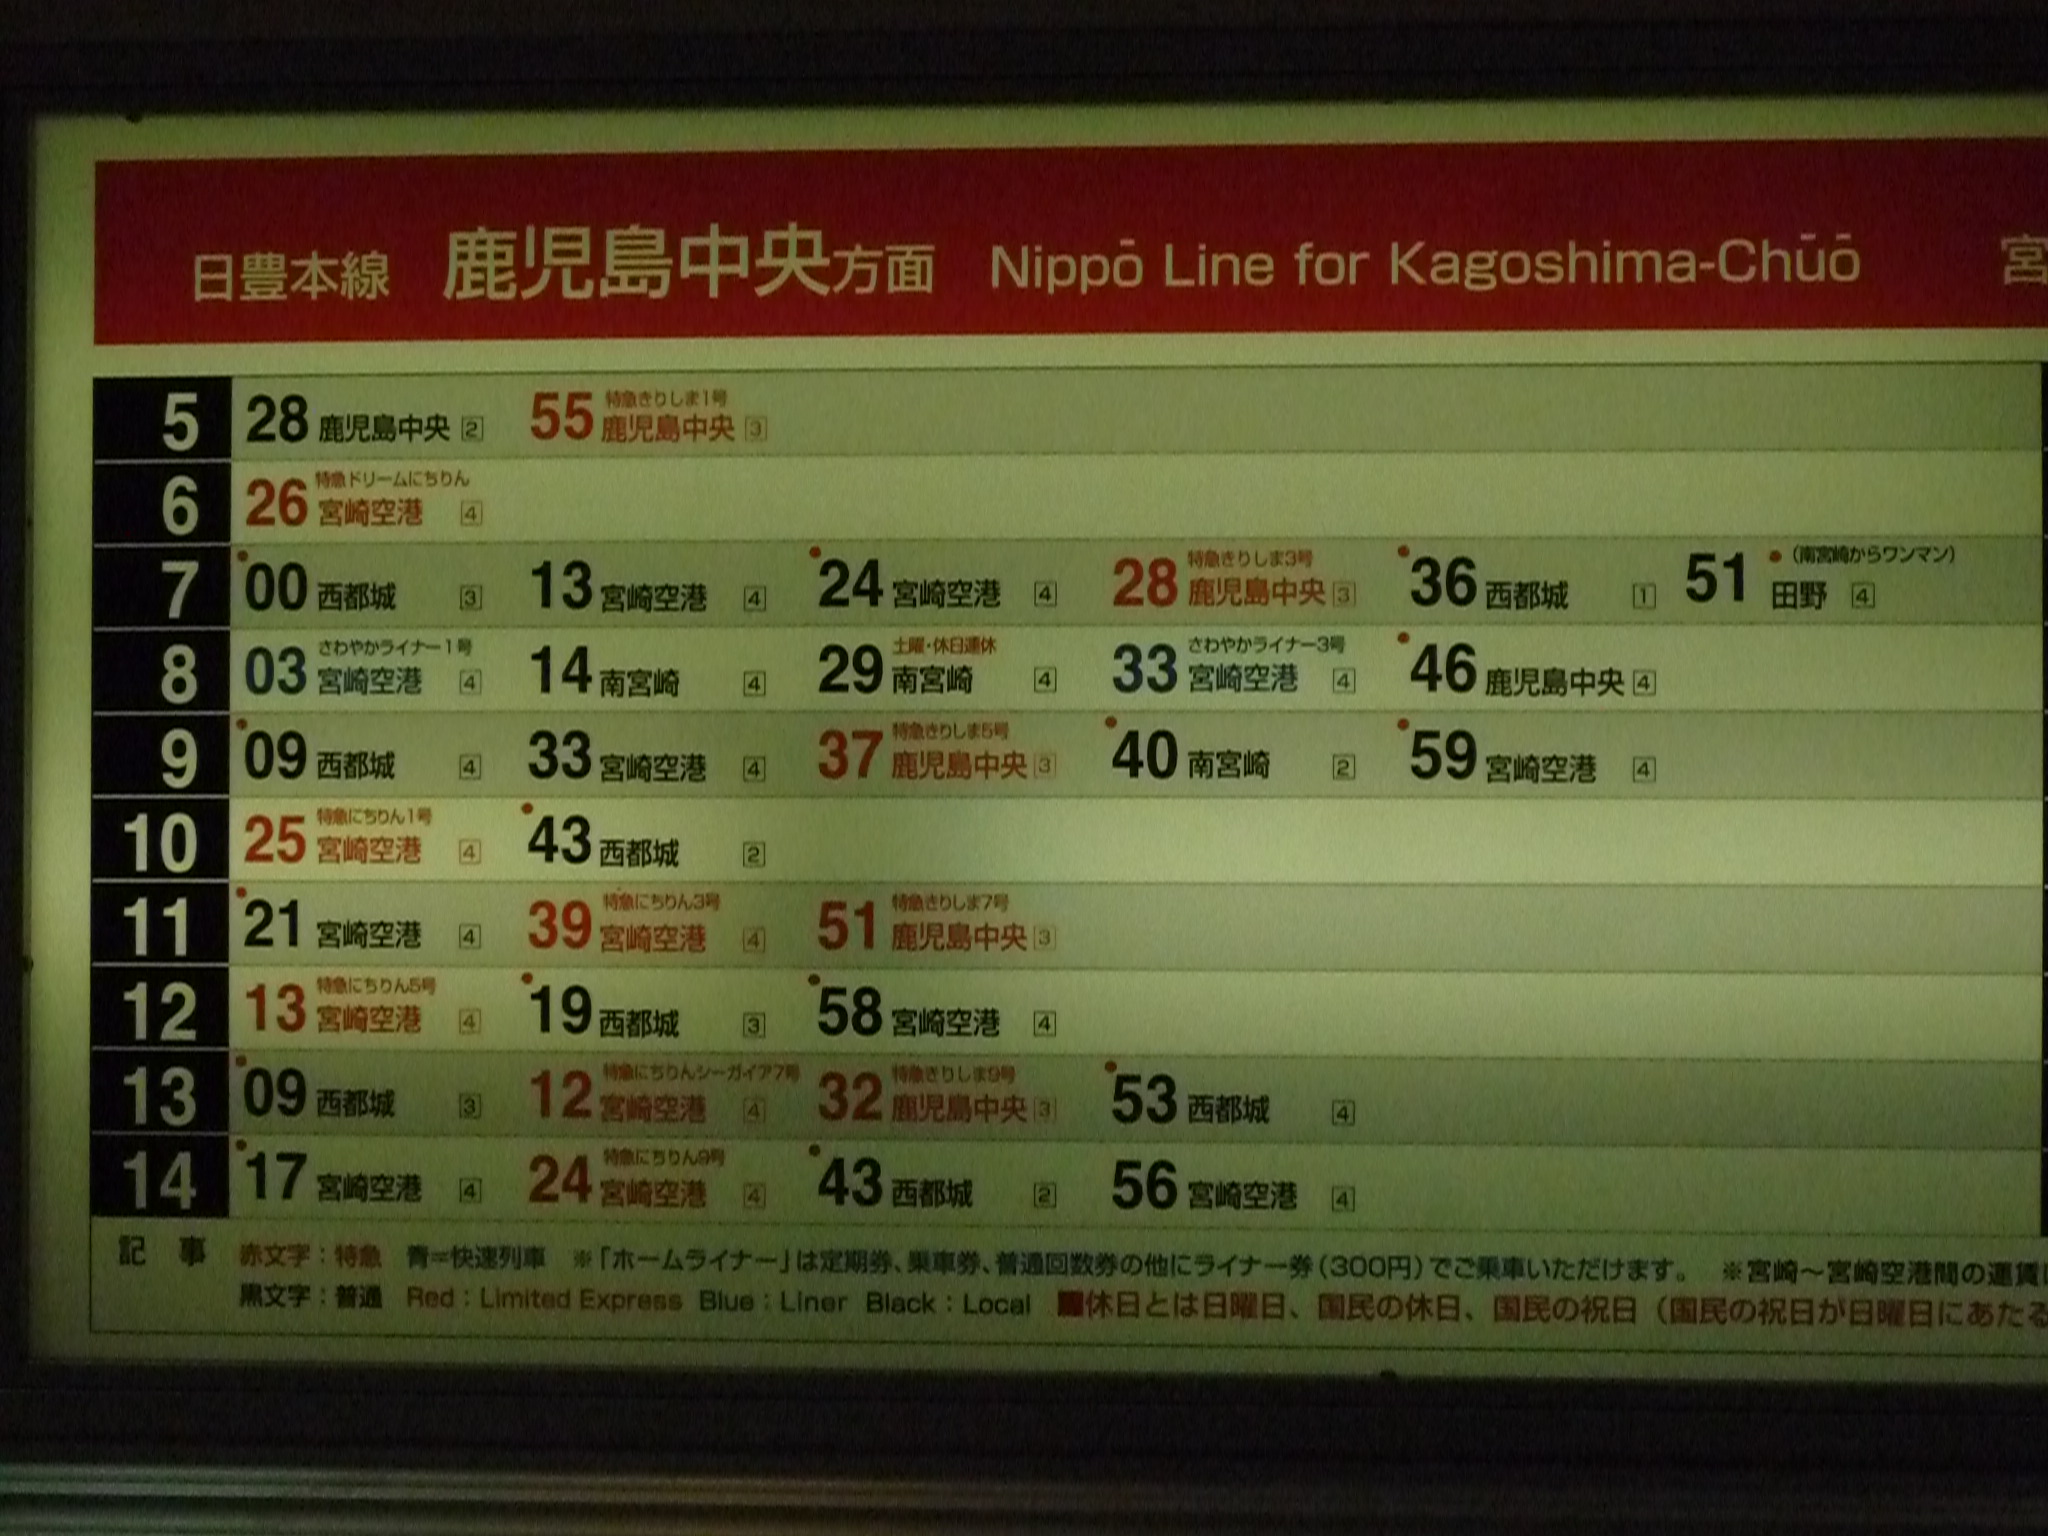 日豊本線 鹿児島中央方面 Nippō Line for Kagoshima-Chūō 宮
5 28 鹿児島中央 2 55 特急きりしま1号 鹿児島中央 3
6 26 特急ドリームにちりん 宮崎空港 4
7 00 西都城 3 13 宮崎空港 4 24 宮崎空港 4 28 特急きりしま3号 鹿児島中央 3 36 西都城 1 51 (南宮崎からワンマン) 田野 4
8 03 さわやかライナー1号 宮崎空港 4 14 南宮崎 4 29 土曜・休日運休 南宮崎 4 33 さわやかライナー3号 宮崎空港 4 46 鹿児島中央 4
9 09 西都城 4 33 宮崎空港 4 37 特急きりしま5号 鹿児島中央 3 40 南宮崎 2 59 宮崎空港 4
10 25 特急にちりん1号 宮崎空港 4 43 西都城 2
11 21 宮崎空港 4 39 特急にちりん3号 宮崎空港 4 51 特急きりしま7号 鹿児島中央 3
12 13 特急にちりん5号 宮崎空港 4 19 西都城 3 58 宮崎空港 4
13 09 西都城 3 12 特急にちりんシーガイア7号 宮崎空港 4 32 特急きりしま9号 鹿児島中央 3 53 西都城 4
14 17 宮崎空港 4 24 特急にちりん9号 宮崎空港 4 43 西都城 2 56 宮崎空港 4
記事 赤文字：特急 青=快速列車 ※「ホームライナー」は定期券、乗車券、普通回数券の他にライナー券(300円)でご乗車いただけます。 ※宮崎～宮崎空港間の運賃
黒文字：普通 Red：Limited Express Blue：Liner Black：Local ■休日とは日曜日、国民の休日、国民の祝日（国民の祝日が日曜日にあたる